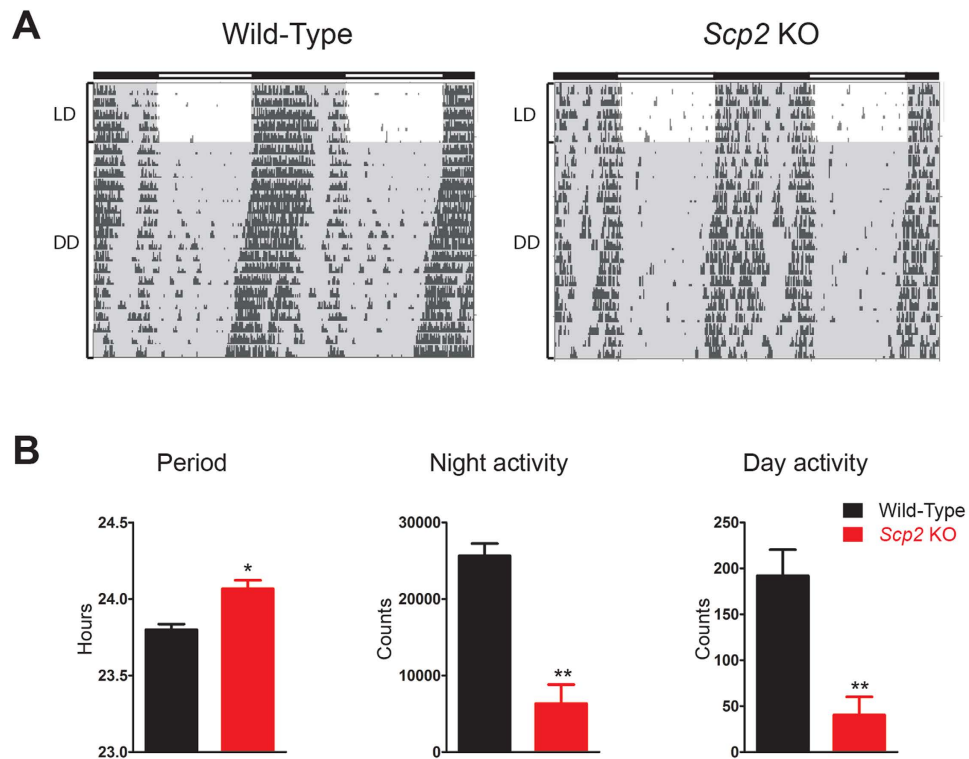 A
Wild-Type
Scp2 KO
LD
DD
LD
DD
B
Period
Night activity
Day activity
Wild-Type
Scp2 KO
Hours
24.5
24.0
23.5
23.0
*
Counts
30000
20000
10000
0
**
Counts
250
200
150
100
50
0
**